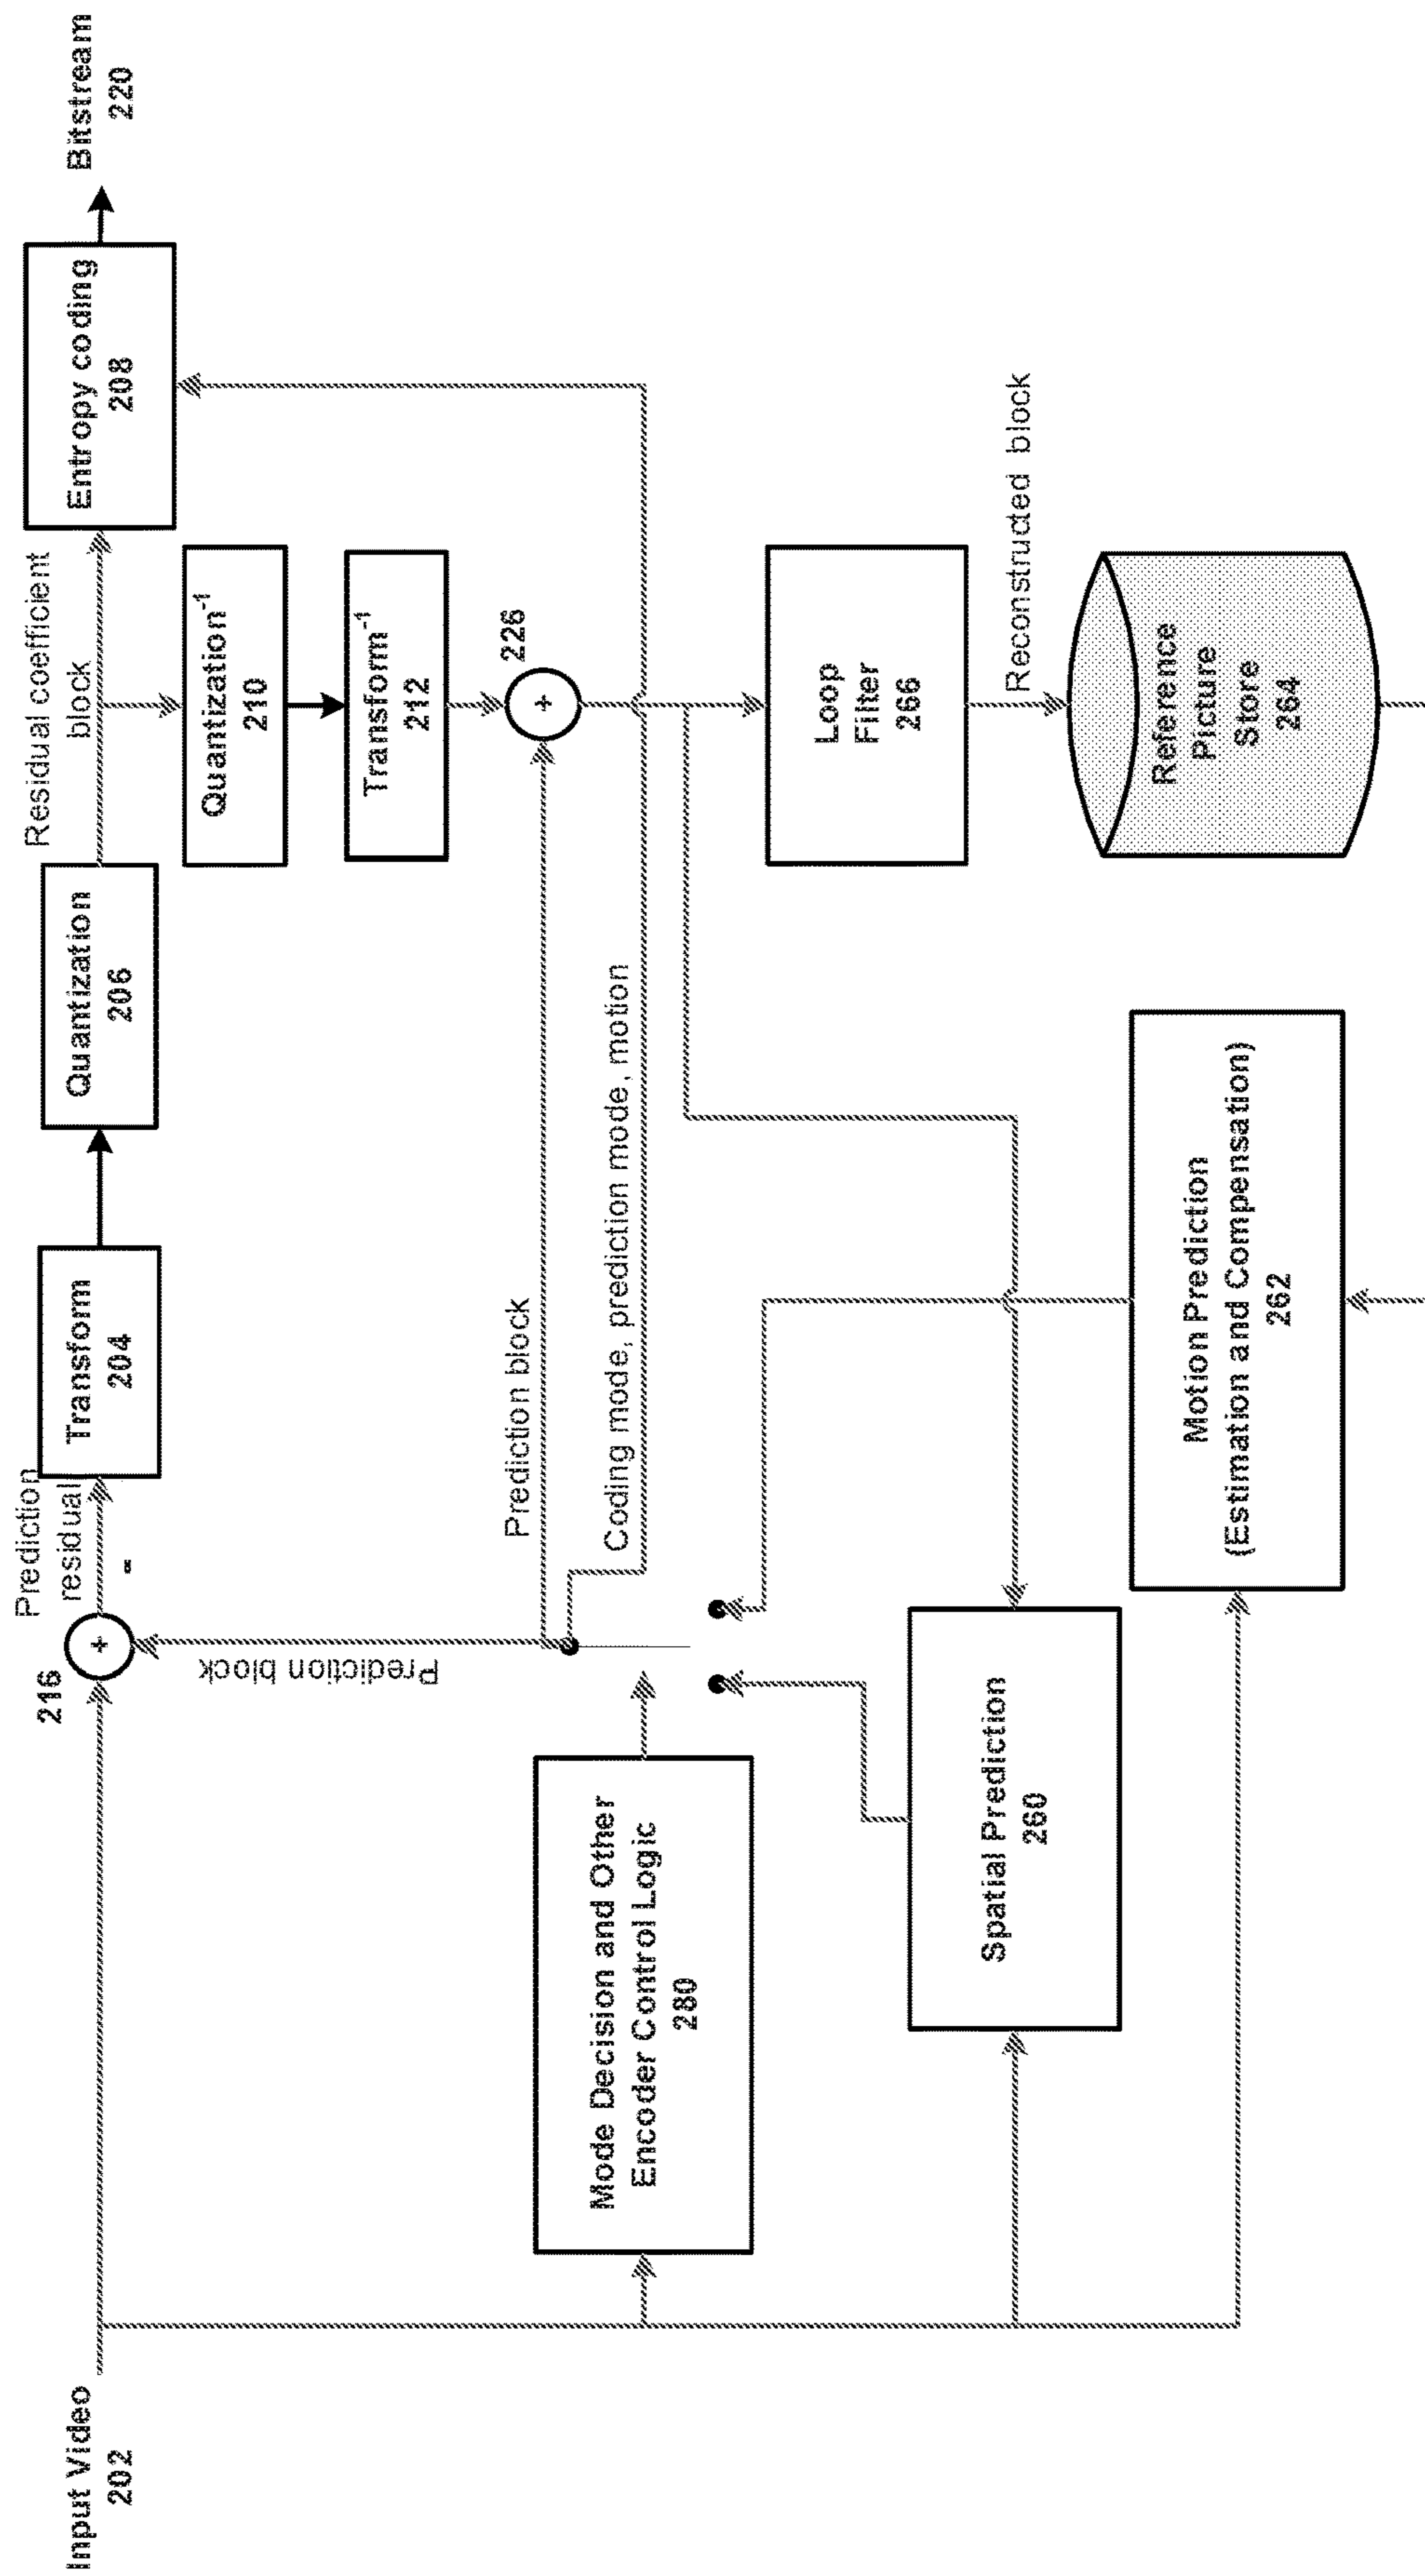 Input Video
202
216
Prediction
residual
-
Transform
204
Quantization
206
Residual coefficient
block
Entropy coding
208
Bitstream
220
Quantization-1
210
Transform-1
212
+
+
226
Prediction block
Prediction block
Coding mode, prediction mode, motion
Mode Decision and Other
Encoder Control Logic
280
Loop
Filter
266
Reconstructed block
Spatial Prediction
260
Motion Prediction
(Estimation and Compensation)
262
Reference
Picture
Store
264